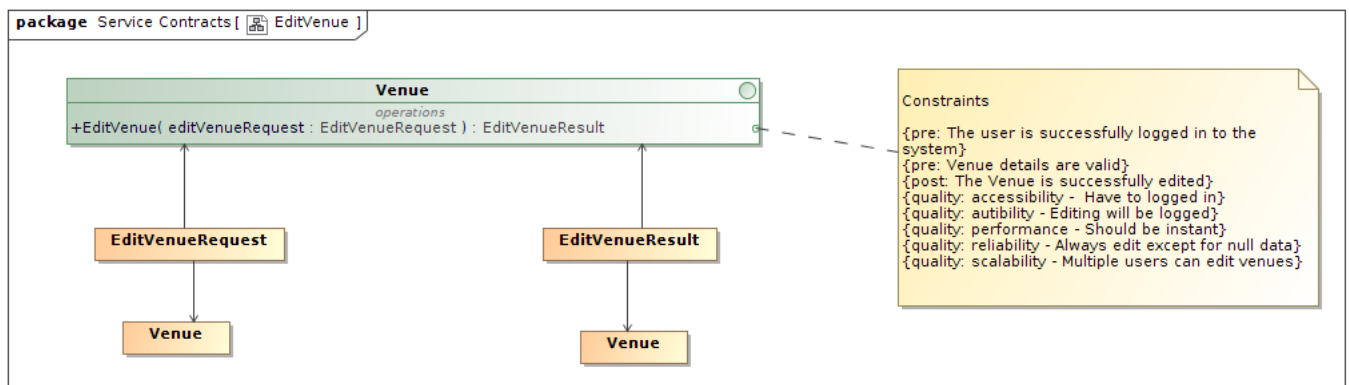 package Service Contracts [ EditVenue ]
Venue
operations
+EditVenue( editVenueRequest : EditVenueRequest ) : EditVenueResult
EditVenueRequest
EditVenueResult
Venue
Venue
Constraints
{pre: The user is successfully logged in to the
system}
{pre: Venue details are valid}
{post: The Venue is successfully edited}
{quality: accessibility - Have to logged in}
{quality: autibility - Editing will be logged}
{quality: performance - Should be instant}
{quality: reliability - Always edit except for null data}
{quality: scalability - Multiple users can edit venues}